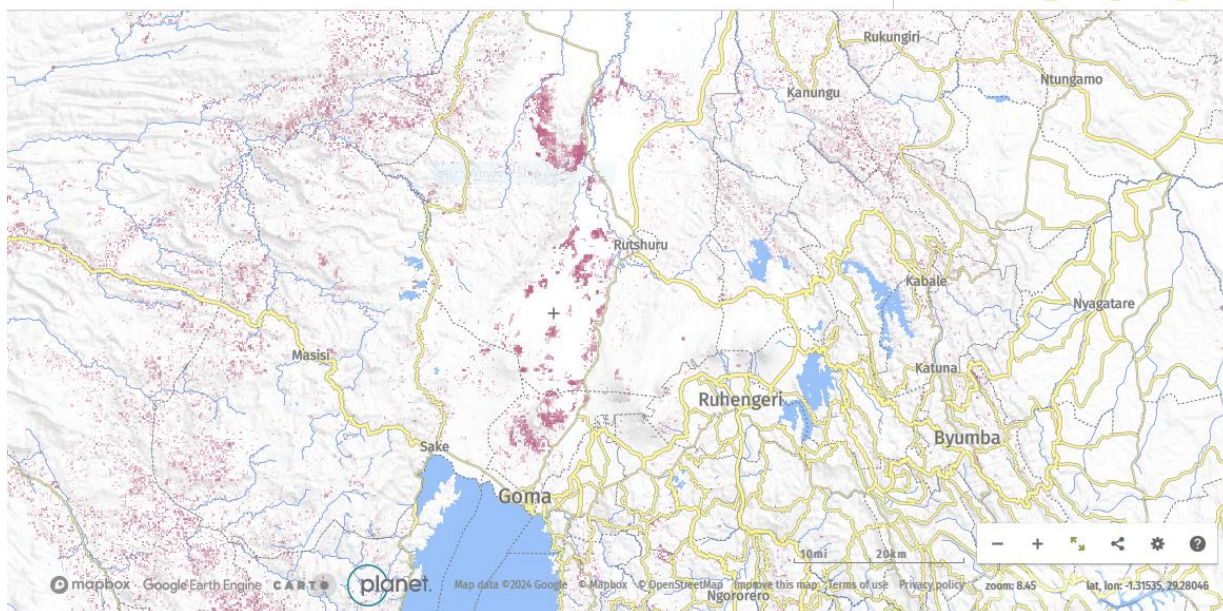 Rukungiri
Ntungamo
Kanungu
Rutshuru
Kabale
Nyagatare
Masisi
Katuna
Ruhengeri
Byumba
Sake
Goma
10mi
20km
mapbox Google Earth Engine CARTO planet. Map data ©2024 Google © Mapbox © OpenStreetMap Improve this map Terms of use Privacy policy zoom: 8.45 lat, lon: -1.31535, 29.28046
Ngororero